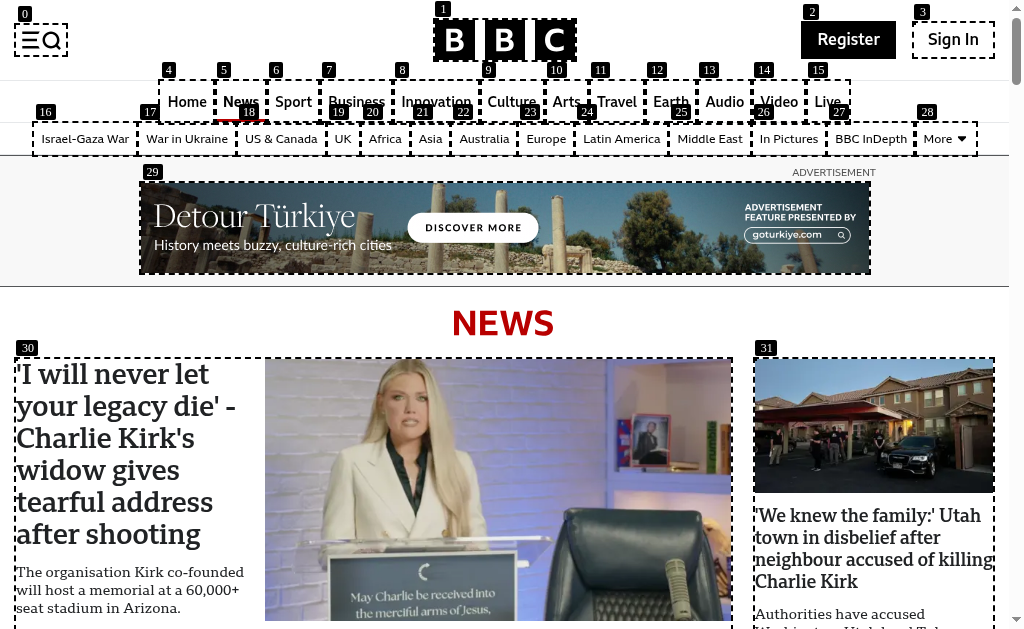 0
1
2
3
BBC
Register
Sign In
4
5
6
7
8
9
10
11
12
13
14
15
Home
News
Sport
Business
Innovation
Culture
Arts
Travel
Earth
Audio
Video
Live
16
17
18
19
20
21
22
23
24
25
26
27
28
Israel-Gaza War
War in Ukraine
US & Canada
UK
Africa
Asia
Australia
Europe
Latin America
Middle East
In Pictures
BBC InDepth
More
29
ADVERTISEMENT
Detour Türkiye
History meets buzzy, culture-rich cities
DISCOVER MORE
ADVERTISEMENT
FEATURE PRESENTED BY
goturkiye.com
NEWS
30
'I will never let
your legacy die' -
Charlie Kirk's
widow gives
tearful address
after shooting
The organisation Kirk co-founded
will host a memorial at a 60,000+
seat stadium in Arizona.
May Charlie be received into
the merciful arms of Jesus,
31
'We knew the family:' Utah
town in disbelief after
neighbour accused of killing
Charlie Kirk
Authorities have accused